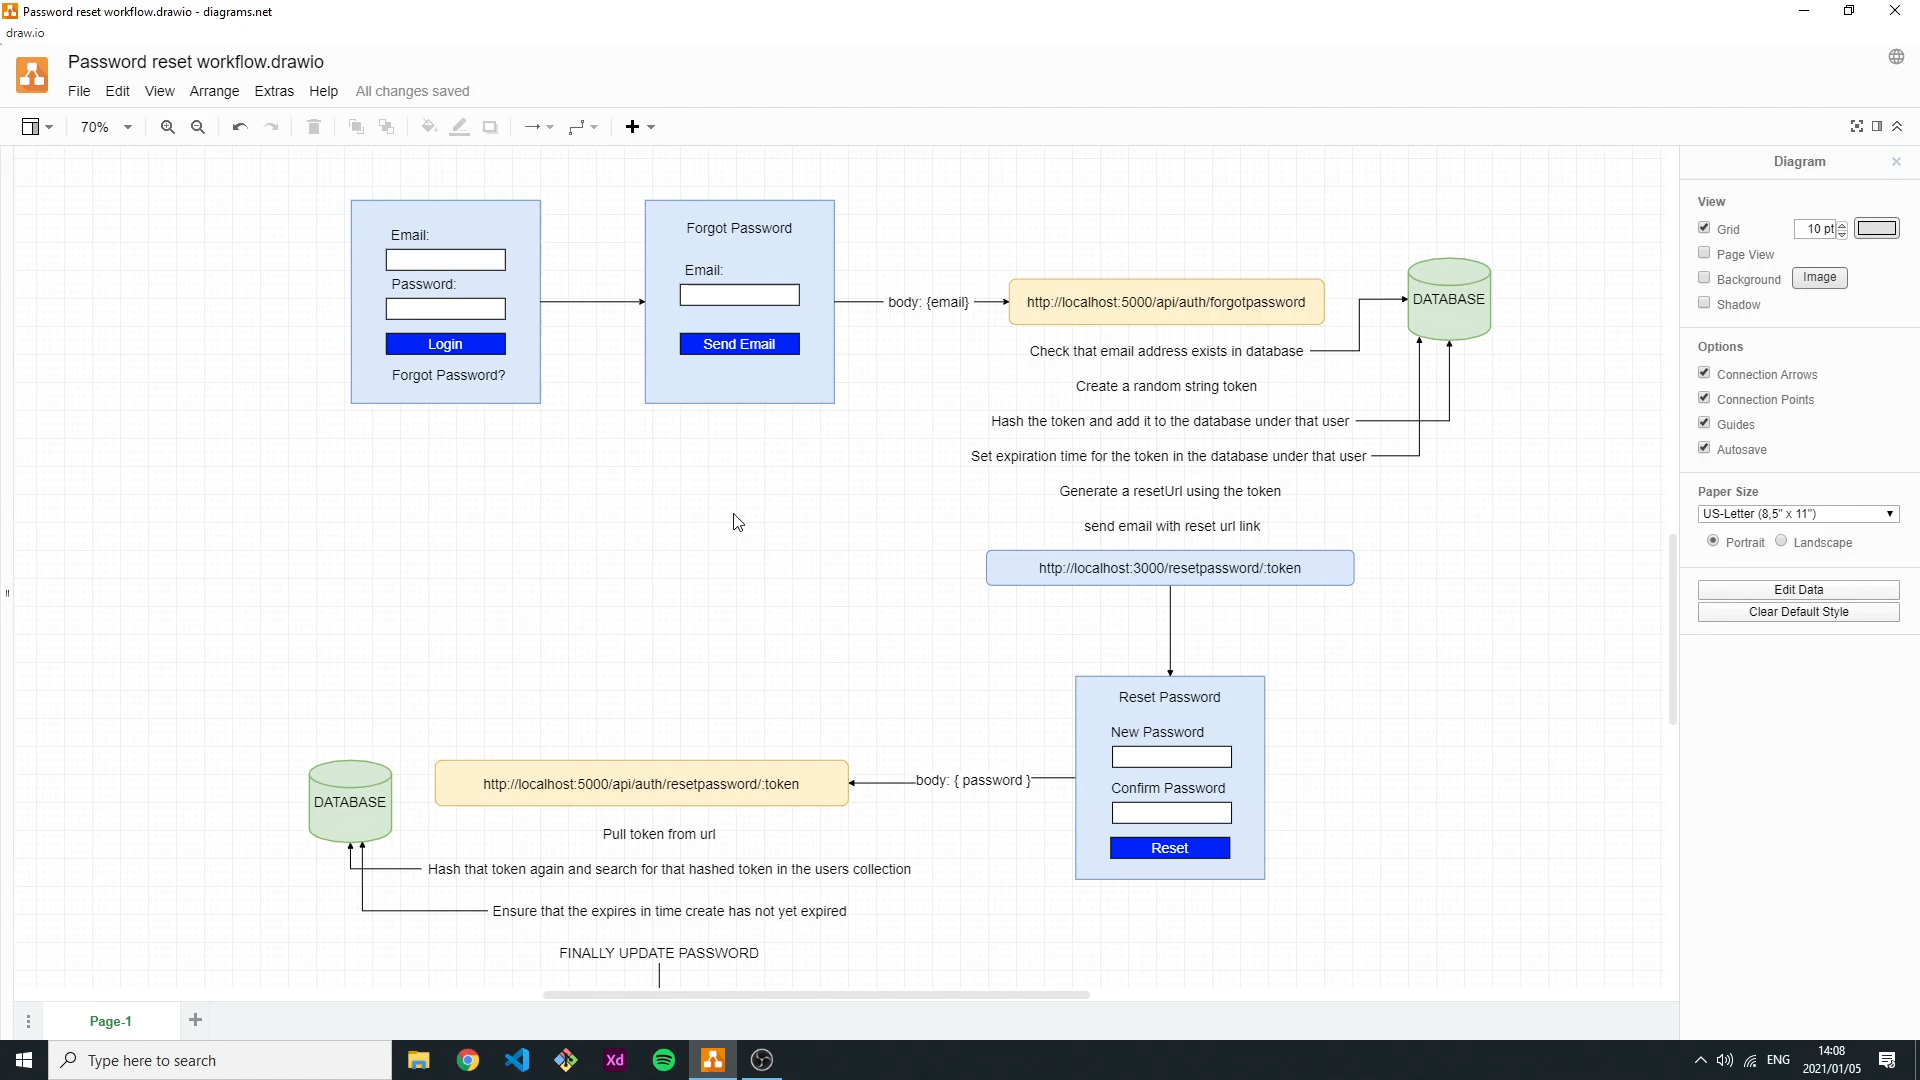 Password reset workflow.drawio - diagrams.net
draw.io
Password reset workflow.drawio
File Edit View Arrange Extras Help All changes saved
70%
Email:
Password:
Login
Forgot Password?
Forgot Password
Email:
Send Email
body: {email}
http://localhost:5000/api/auth/forgotpassword
DATABASE
Check that email address exists in database
Create a random string token
Hash the token and add it to the database under that user
Set expiration time for the token in the database under that user
Generate a resetUrl using the token
send email with reset url link
http://localhost:3000/resetpassword/:token
Reset Password
New Password
Confirm Password
Reset
body: { password }
http://localhost:5000/api/auth/resetpassword/:token
DATABASE
Pull token from url
Hash that token again and search for that hashed token in the users collection
Ensure that the expires in time create has not yet expired
FINALLY UPDATE PASSWORD
Diagram
View
Grid 10 pt
Page View
Background Image
Shadow
Options
Connection Arrows
Connection Points
Guides
Autosave
Paper Size
US-Letter (8,5" x 11")
Portrait Landscape
Edit Data
Clear Default Style
Page-1
Type here to search
Xd
ENG
14:08
2021/01/05